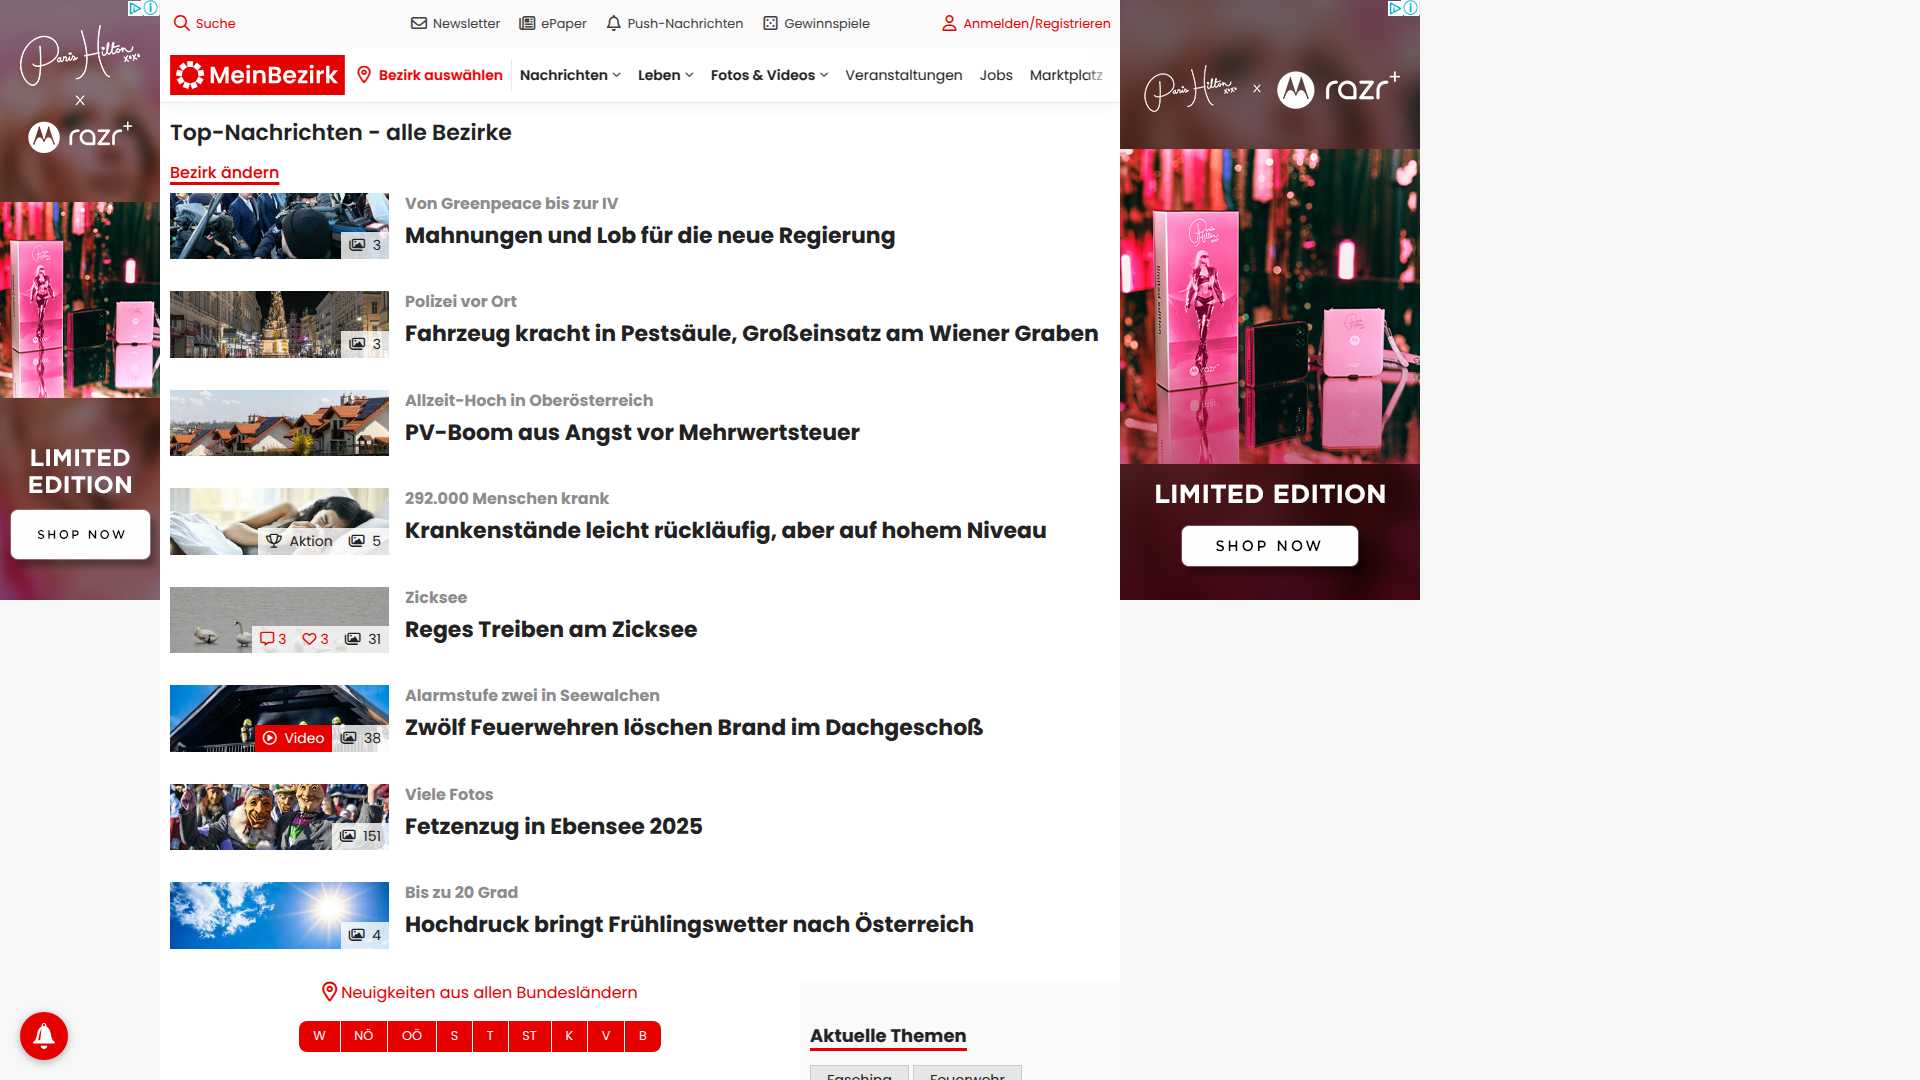 Suche
Newsletter
ePaper
Push-Nachrichten
Gewinnspiele
Anmelden/Registrieren
MeinBezirk
Bezirk auswählen
Nachrichten
Leben
Fotos & Videos
Veranstaltungen
Jobs
Marktplatz
Paris Hilton
xoxo
X
razr+
LIMITED
EDITION
SHOP NOW
Top-Nachrichten - alle Bezirke
Bezirk ändern
3
Von Greenpeace bis zur IV
Mahnungen und Lob für die neue Regierung
3
Polizei vor Ort
Fahrzeug kracht in Pestsäule, Großeinsatz am Wiener Graben
Allzeit-Hoch in Oberösterreich
PV-Boom aus Angst vor Mehrwertsteuer
Aktion
5
292.000 Menschen krank
Krankenstände leicht rückläufig, aber auf hohem Niveau
3
3
31
Zicksee
Reges Treiben am Zicksee
Video
38
Alarmstufe zwei in Seewalchen
Zwölf Feuerwehren löschen Brand im Dachgeschoß
151
Viele Fotos
Fetzenzug in Ebensee 2025
4
Bis zu 20 Grad
Hochdruck bringt Frühlingswetter nach Österreich
Neuigkeiten aus allen Bundesländern
W
NÖ
OÖ
S
T
ST
K
V
B
Aktuelle Themen
Fasching
Feuerwehr
Paris Hilton
xoxo
X
razr+
LIMITED EDITION
SHOP NOW